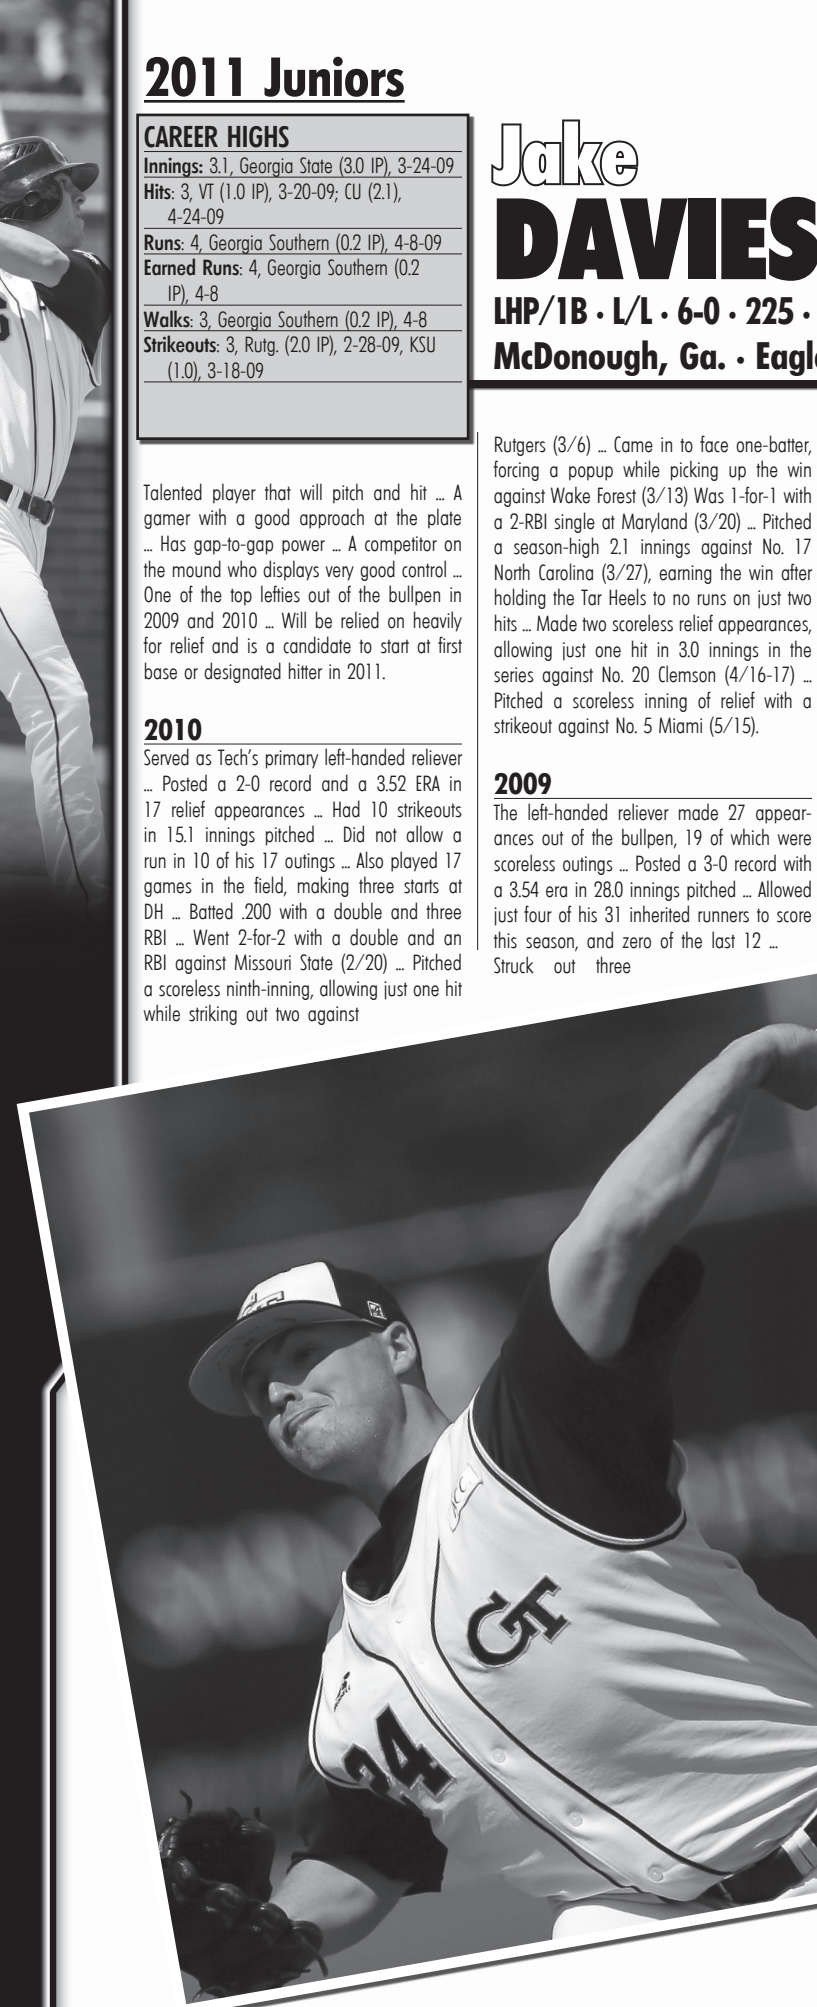 2011 Juniors
CAREER HIGHS
Innings: 3.1, Georgia State (3.0 IP), 3-24-09
Hits: 3, VT (1.0 IP), 3-20-09; CU (2.1),
4-24-09
Runs: 4, Georgia Southern (0.2 IP), 4-8-09
Earned Runs: 4, Georgia Southern (0.2
IP), 4-8
Walks: 3, Georgia Southern (0.2 IP), 4-8
Strikeouts: 3, Rutg. (2.0 IP), 2-28-09, KSU
(1.0), 3-18-09
Jake
DAVIES
LHP/1B · L/L · 6-0 · 225 ·
McDonough, Ga. ·
Talented player that will pitch and hit ... A
gamer with a good approach at the plate
... Has gap-to-gap power ... A competitor on
the mound who displays very good control ...
One of the top lefties out of the bullpen in
2009 and 2010 ... Will be relied on heavily
for relief and is a candidate to start at first
base or designated hitter in 2011.
2010
Served as Tech's primary left-handed reliever
... Posted a 2-0 record and a 3.52 ERA in
17 relief appearances ... Had 10 strikeouts
in 15.1 innings pitched ... Did not allow a
run in 10 of his 17 outings ... Also played 17
games in the field, making three starts at
DH ... Batted .200 with a double and three
RBI ... Went 2-for-2 with a double and an
RBI against Missouri State (2/20) ... Pitched
a scoreless ninth-inning, allowing just one hit
while striking out two against
Rutgers (3/6) ... Came in to face one-batter,
forcing a popup while picking up the win
against Wake Forest (3/13) Was 1-for-1 with
a 2-RBI single at Maryland (3/20) ... Pitched
a season-high 2.1 innings against No. 17
North Carolina (3/27), earning the win after
holding the Tar Heels to no runs on just two
hits ... Made two scoreless relief appearances,
allowing just one hit in 3.0 innings in the
series against No. 20 Clemson (4/16-17) ...
Pitched a scoreless inning of relief with a
strikeout against No. 5 Miami (5/15).
2009
The left-handed reliever made 27 appear-
ances out of the bullpen, 19 of which were
scoreless outings ... Posted a 3-0 record with
a 3.54 era in 28.0 innings pitched ... Allowed
just four of his 31 inherited runners to score
this season, and zero of the last 12 ...
Struck out three
GT
34